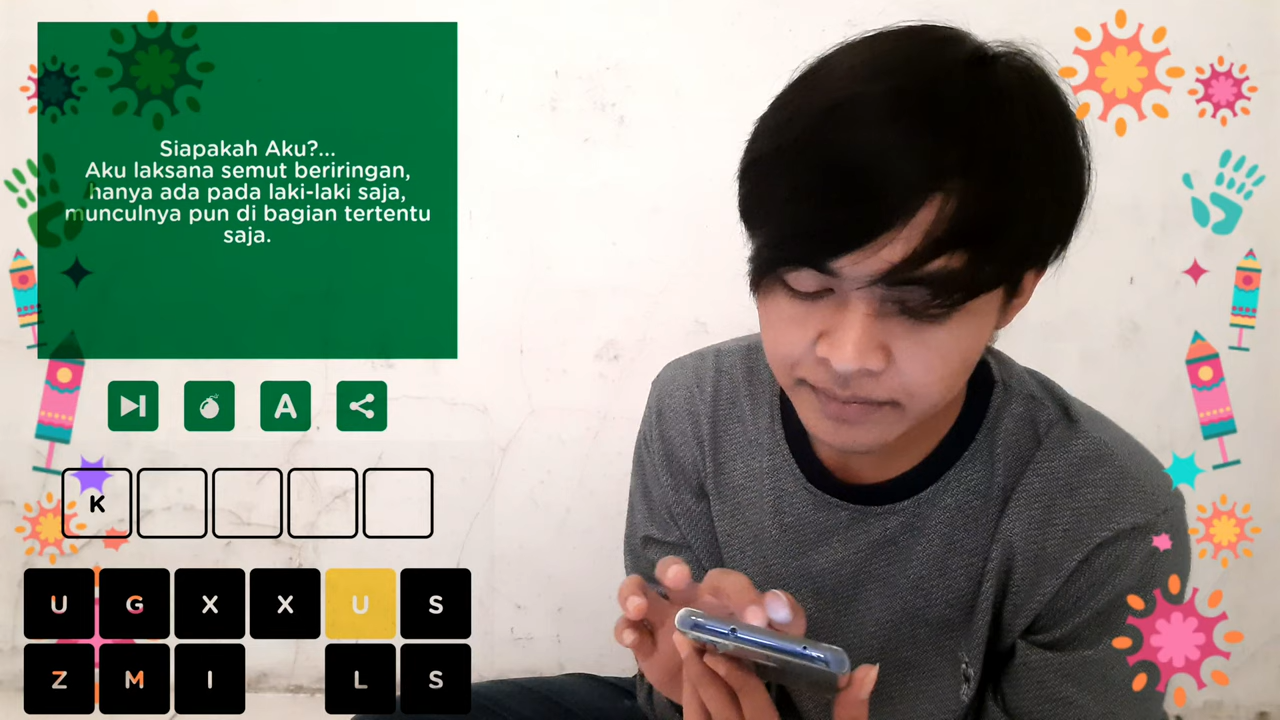 Siapakah Aku?...
Aku laksana semut beriringan,
hanya ada pada laki-laki saja,
munculnya pun di bagian tertentu
saja.
A
K
U G X X U S
Z M I L S